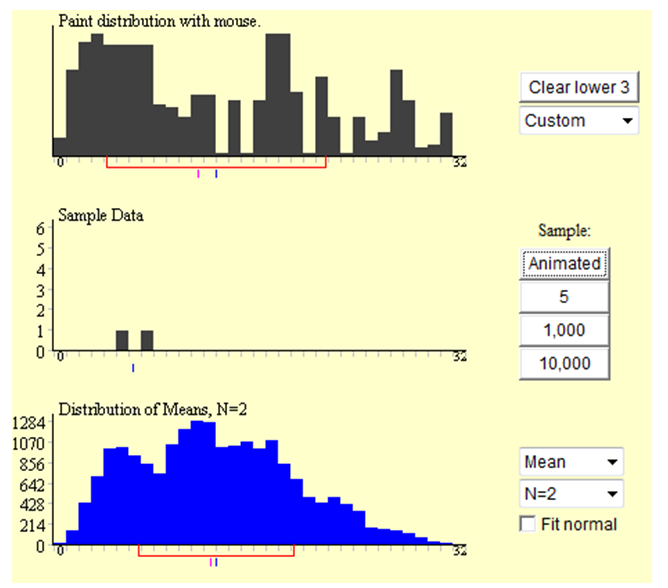 Paint distribution with mouse.
Clear lower 3
Custom
0 32
Sample Data
6
5
4
3
2
1
0
0 32
Sample:
Animated
5
1,000
10,000
Distribution of Means, N=2
1284
1070
856
642
428
214
0
0 32
Mean
N=2
Fit normal